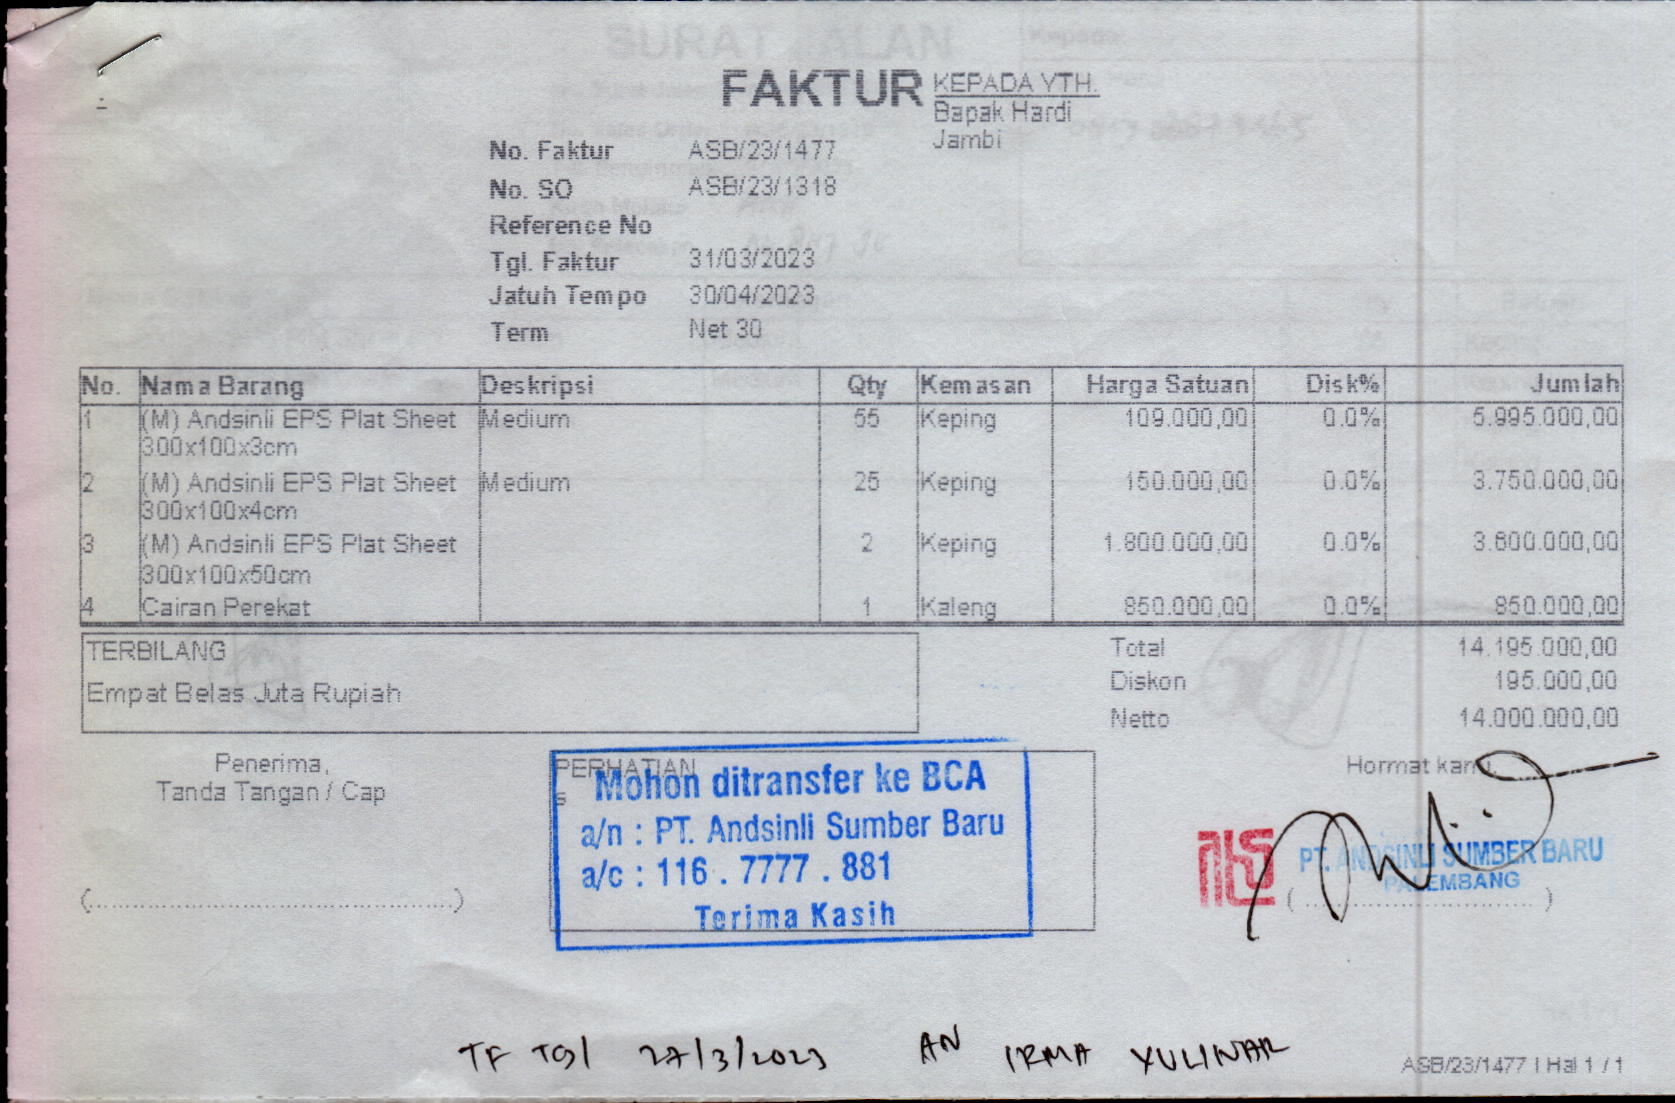 FAKTUR
KEPADA YTH.
Bapak Hardi
Jambi
No. Faktur ASB/23/1477
No. SO ASB/23/1318
Reference No
Tgl. Faktur 31/03/2023
Jatuh Tempo 30/04/2023
Term Net 30
No. Nama Barang Deskripsi Qty Kemasan Harga Satuan Disk% Jumlah
1 (M) Andsinli EPS Plat Sheet Medium 55 Keping 109.000,00 0.0% 5.995.000,00
300x100x3cm
2 (M) Andsinli EPS Plat Sheet Medium 25 Keping 150.000,00 0.0% 3.750.000,00
300x100x4cm
3 (M) Andsinli EPS Plat Sheet 2 Keping 1.800.000,00 0.0% 3.600.000,00
300x100x50cm
4 Cairan Perekat 1 Kaleng 850.000,00 0.0% 850.000,00
TERBILANG
Empat Belas Juta Rupiah
Total 14.195.000,00
Diskon 195.000,00
Netto 14.000.000,00
Penerima,
Tanda Tangan / Cap
(................................................)
PERHATIAN
s
Mohon ditransfer ke BCA
a/n : PT. Andsinli Sumber Baru
a/c : 116 . 7777 . 881
Terima Kasih
Hormat kami,
PT. ANDSINLI SUMBER BARU
PALEMBANG
(..............................)
TF TGl 27/3/2023 AN IRMA YULINAR
ASB/23/1477 | Hal 1 / 1